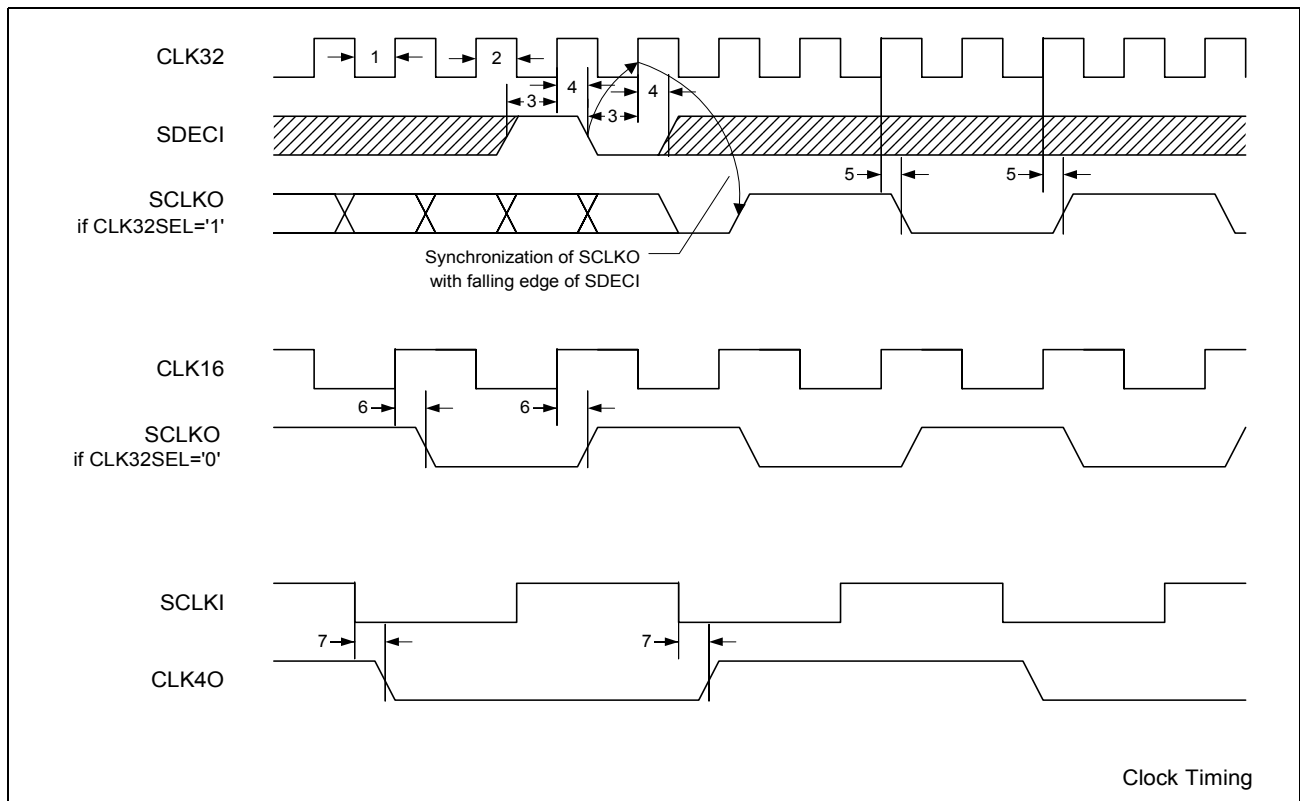 CLK32
1
2
4
4
3
3
SDECI
5
5
SCLKO
if CLK32SEL='1'
Synchronization of SCLKO
with falling edge of SDECI
CLK16
6
6
SCLKO
if CLK32SEL='0'
SCLKI
7
7
CLK4O
Clock Timing